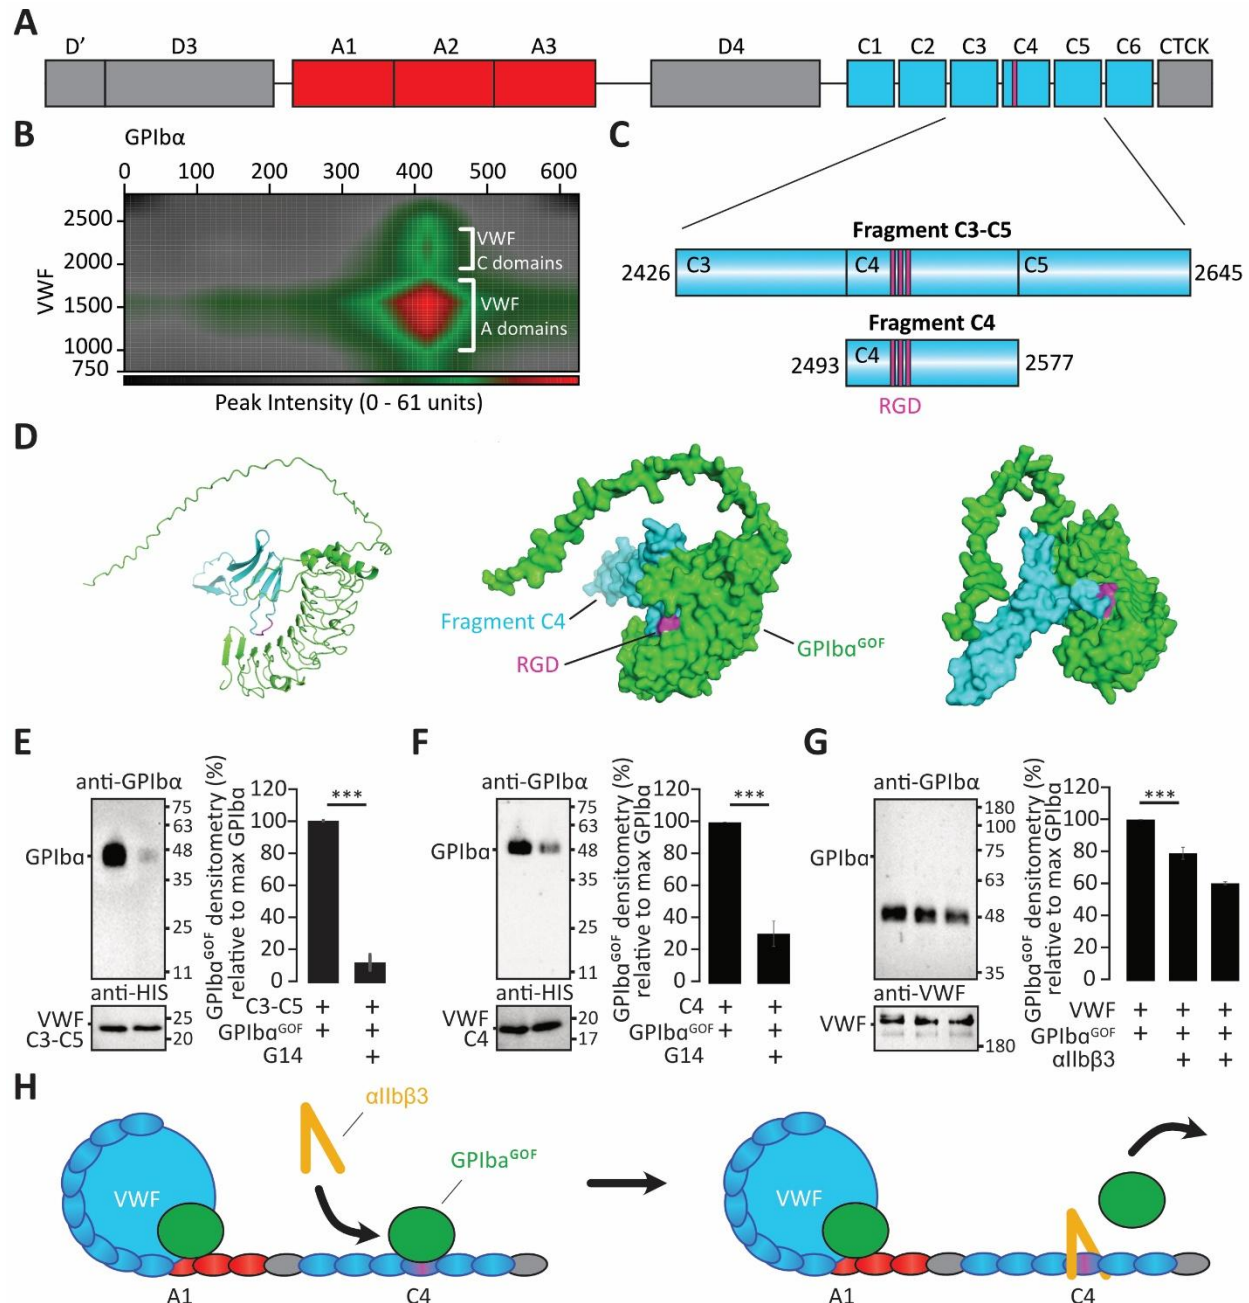 A
D' D3 A1 A2 A3 D4 C1 C2 C3 C4 C5 C6 CTCK
B
GPIbα
0 100 200 300 400 500 600
VWF
2500
2000
1500
1000
750
VWF
C domains
VWF
A domains
Peak Intensity (0 - 61 units)
C
Fragment C3-C5
2426 C3 C4 C5 2645
Fragment C4
2493 C4 2577
RGD
D
Fragment C4
RGD
GPIbα^GOF
E
anti-GPIbα
GPIbα
75
63
48
35
25
11
anti-HIS
VWF
C3-C5
25
20
GPIbα^GOF densitometry (%)
relative to max GPIbα
120
100
80
60
40
20
0
***
C3-C5 + +
GPIbα^GOF + +
G14 +
F
anti-GPIbα
GPIbα
75
63
48
35
25
11
anti-HIS
VWF
C4
20
17
GPIbα^GOF densitometry (%)
relative to max GPIbα
120
100
80
60
40
20
0
***
C4 + +
GPIbα^GOF + +
G14 +
G
anti-GPIbα
GPIbα
180
100
75
63
48
35
anti-VWF
VWF
180
GPIbα^GOF densitometry (%)
relative to max GPIbα
120
100
80
60
40
20
0
***
VWF + + +
GPIbα^GOF + + +
αIIbβ3 + +
H
αIIbβ3
GPIbα^GOF
VWF
A1 C4
VWF
A1 C4